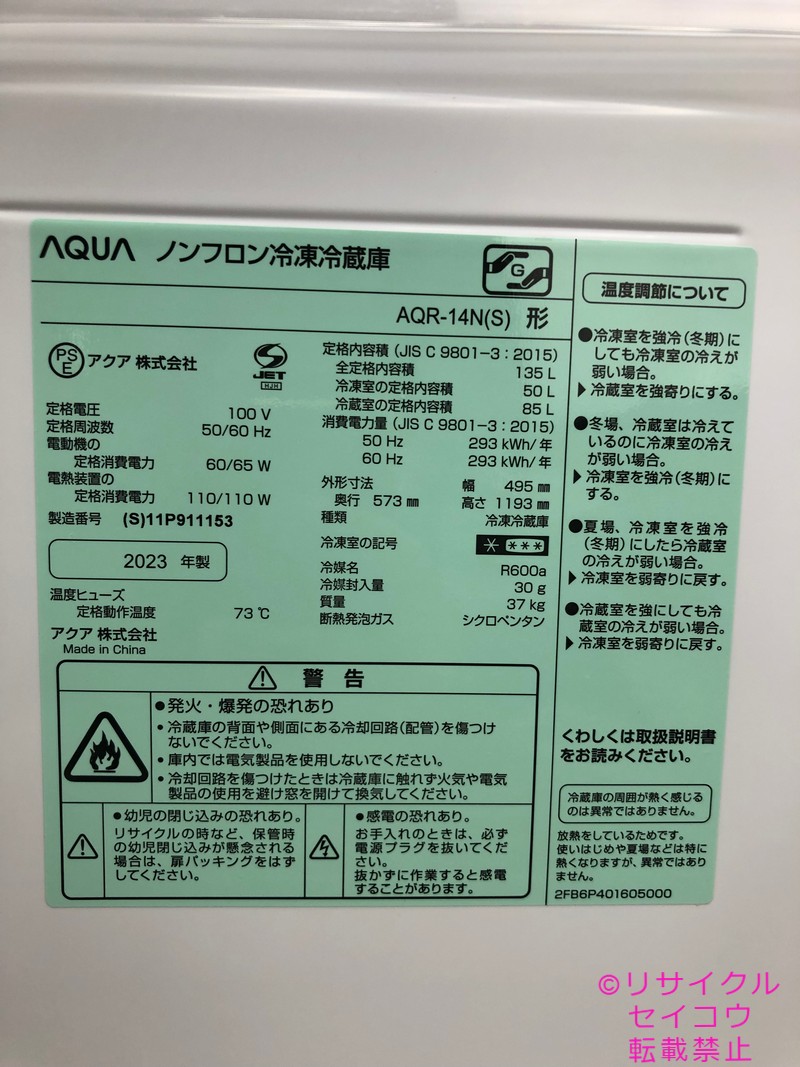 AQUA ノンフロン冷凍冷蔵庫
G
AQR-14N(S) 形
PS
E
アクア 株式会社
JET
HJH
定格電圧 100 V
定格周波数 50/60 Hz
電動機の
定格消費電力 60/65 W
電熱装置の
定格消費電力 110/110 W
製造番号 (S)11P911153
2023 年製
温度ヒューズ
定格動作温度 73 ℃
アクア 株式会社
Made in China
定格内容積 (JIS C 9801-3 : 2015)
全定格内容積 135 L
冷凍室の定格内容積 50 L
冷蔵室の定格内容積 85 L
消費電力量 (JIS C 9801-3 : 2015)
50 Hz 293 kWh/年
60 Hz 293 kWh/年
外形寸法 幅 495 ㎜
奥行 573 ㎜ 高さ 1193 ㎜
種類 冷凍冷蔵庫
冷凍室の記号
冷媒名 R600a
冷媒封入量 30 g
質量 37 kg
断熱発泡ガス シクロペンタン
警 告
●発火・爆発の恐れあり
・冷蔵庫の背面や側面にある冷却回路(配管)を傷つけ
ないでください。
・庫内では電気製品を使用しないでください。
・冷却回路を傷つけたときは冷蔵庫に触れず火気や電気
製品の使用を避け窓を開けて換気してください。
●幼児の閉じ込みの恐れあり。
リサイクルの時など、保管時
の幼児閉じ込みが懸念される
場合は、扉パッキングをはず
してください。
●感電の恐れあり。
お手入れのときは、必ず
電源プラグを抜いてくだ
さい。
抜かずに作業すると感電
することがあります。
温度調節について
●冷凍室を強冷(冬期)に
しても冷凍室の冷えが
弱い場合。
▶冷蔵室を強寄りにする。
●冬場、冷蔵室は冷えて
いるのに冷凍室の冷え
が弱い場合。
▶冷凍室を強冷(冬期)に
する。
●夏場、冷凍室を強冷
(冬期)にしたら冷蔵室
の冷えが弱い場合。
▶冷凍室を弱寄りに戻す。
●冷蔵室を強にしても冷
蔵室の冷えが弱い場合。
▶冷凍室を弱寄りに戻す。
くわしくは取扱説明書
をお読みください。
冷蔵庫の周囲が熱く感じる
のは異常ではありません。
放熱をしているためです。
使いはじめや夏場などは特に
熱くなりますが、異常ではあり
ません。
2FB6P401605000
©リサイクル
セイコウ
転載禁止